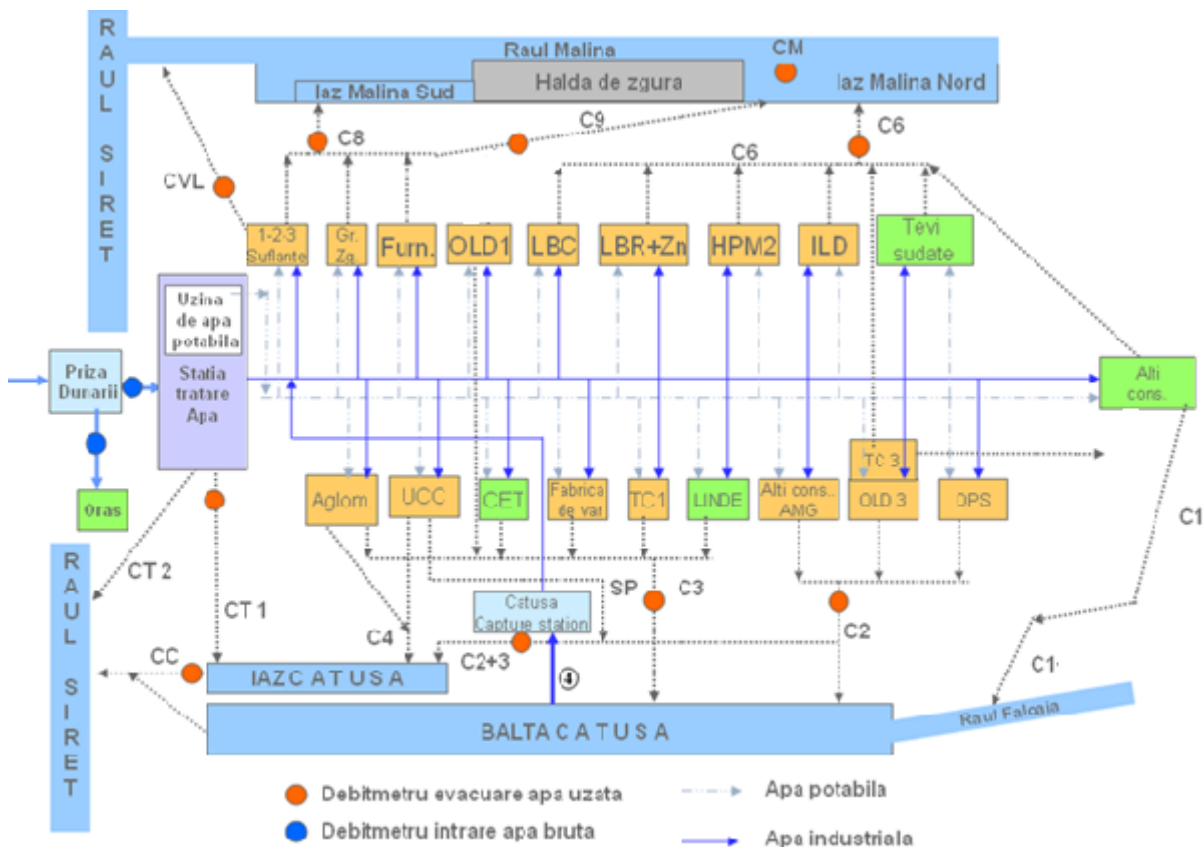 RAUL SIRET
Raul Malina
CM
Halda de zgura
Iaz Malina Sud
Iaz Malina Nord
C8
C9
C6
C6
CVL
1-2-3
Suflante
Gr.
Zg.
Furn.
OLD1
LBC
LBR+Zn
HPM2
ILD
Tevi
sudate
Uzina
de apa
potabila
Priza
Dunarii
Statia
tratare
Apa
Alti
cons.
Oras
Aglom
UCC
CET
Fabrica
de var
TC1
LINDE
Alti cons..
AMG
TC 3
OLD 3
DPS
C1
RAUL SIRET
CT 2
CT 1
C4
SP
C3
C2
Catusa
Capture station
C2+3
CC
IAZ CATUSA
4
C1
BALTA CATUSA
Raul Falcaia
Debitmetru evacuare apa uzata
Apa potabila
Debitmetru intrare apa bruta
Apa industriala